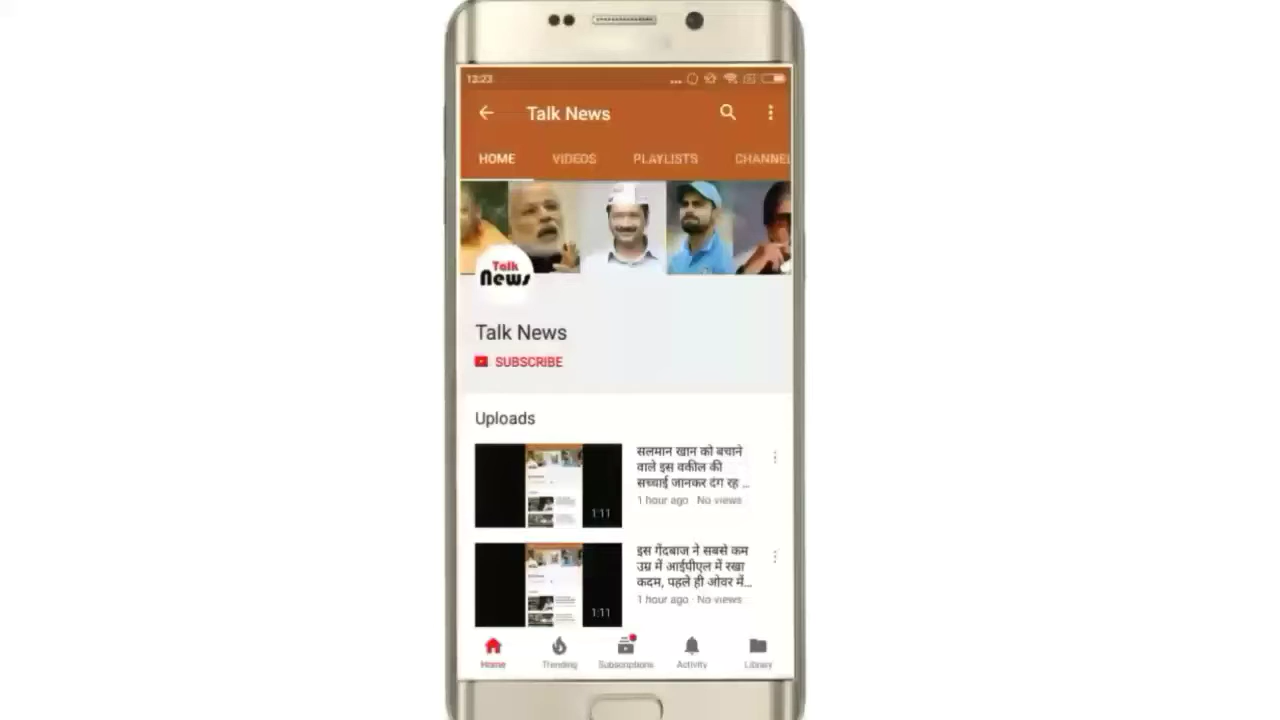 12:23
Talk News
HOME VIDEOS PLAYLISTS CHANNEL
Talk
News
Talk News
SUBSCRIBE
Uploads
सलमान खान को बचाने
वाले इस वकील की
सच्चाई जानकर दंग रह ...
1 hour ago · No views
1:11
इस गेंदबाज ने सबसे कम
उम्र में आईपीएल में रखा
कदम, पहले ही ओवर में...
1 hour ago · No views
1:11
Home Trending Subscriptions Activity Library